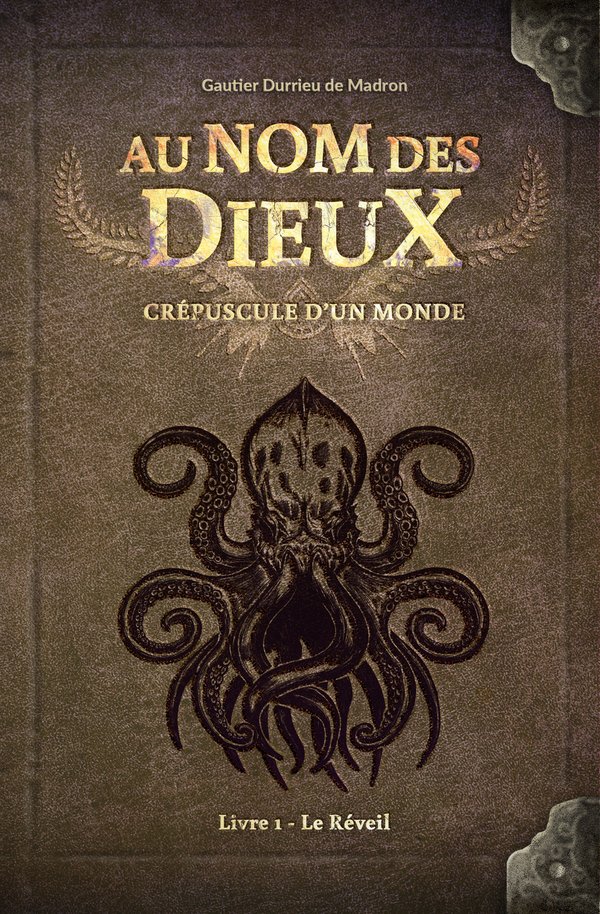 Gautier Durrieu de Madron
AU NOM DES
DIEUX
CRÉPUSCULE D'UN MONDE
Livre 1 - Le Réveil